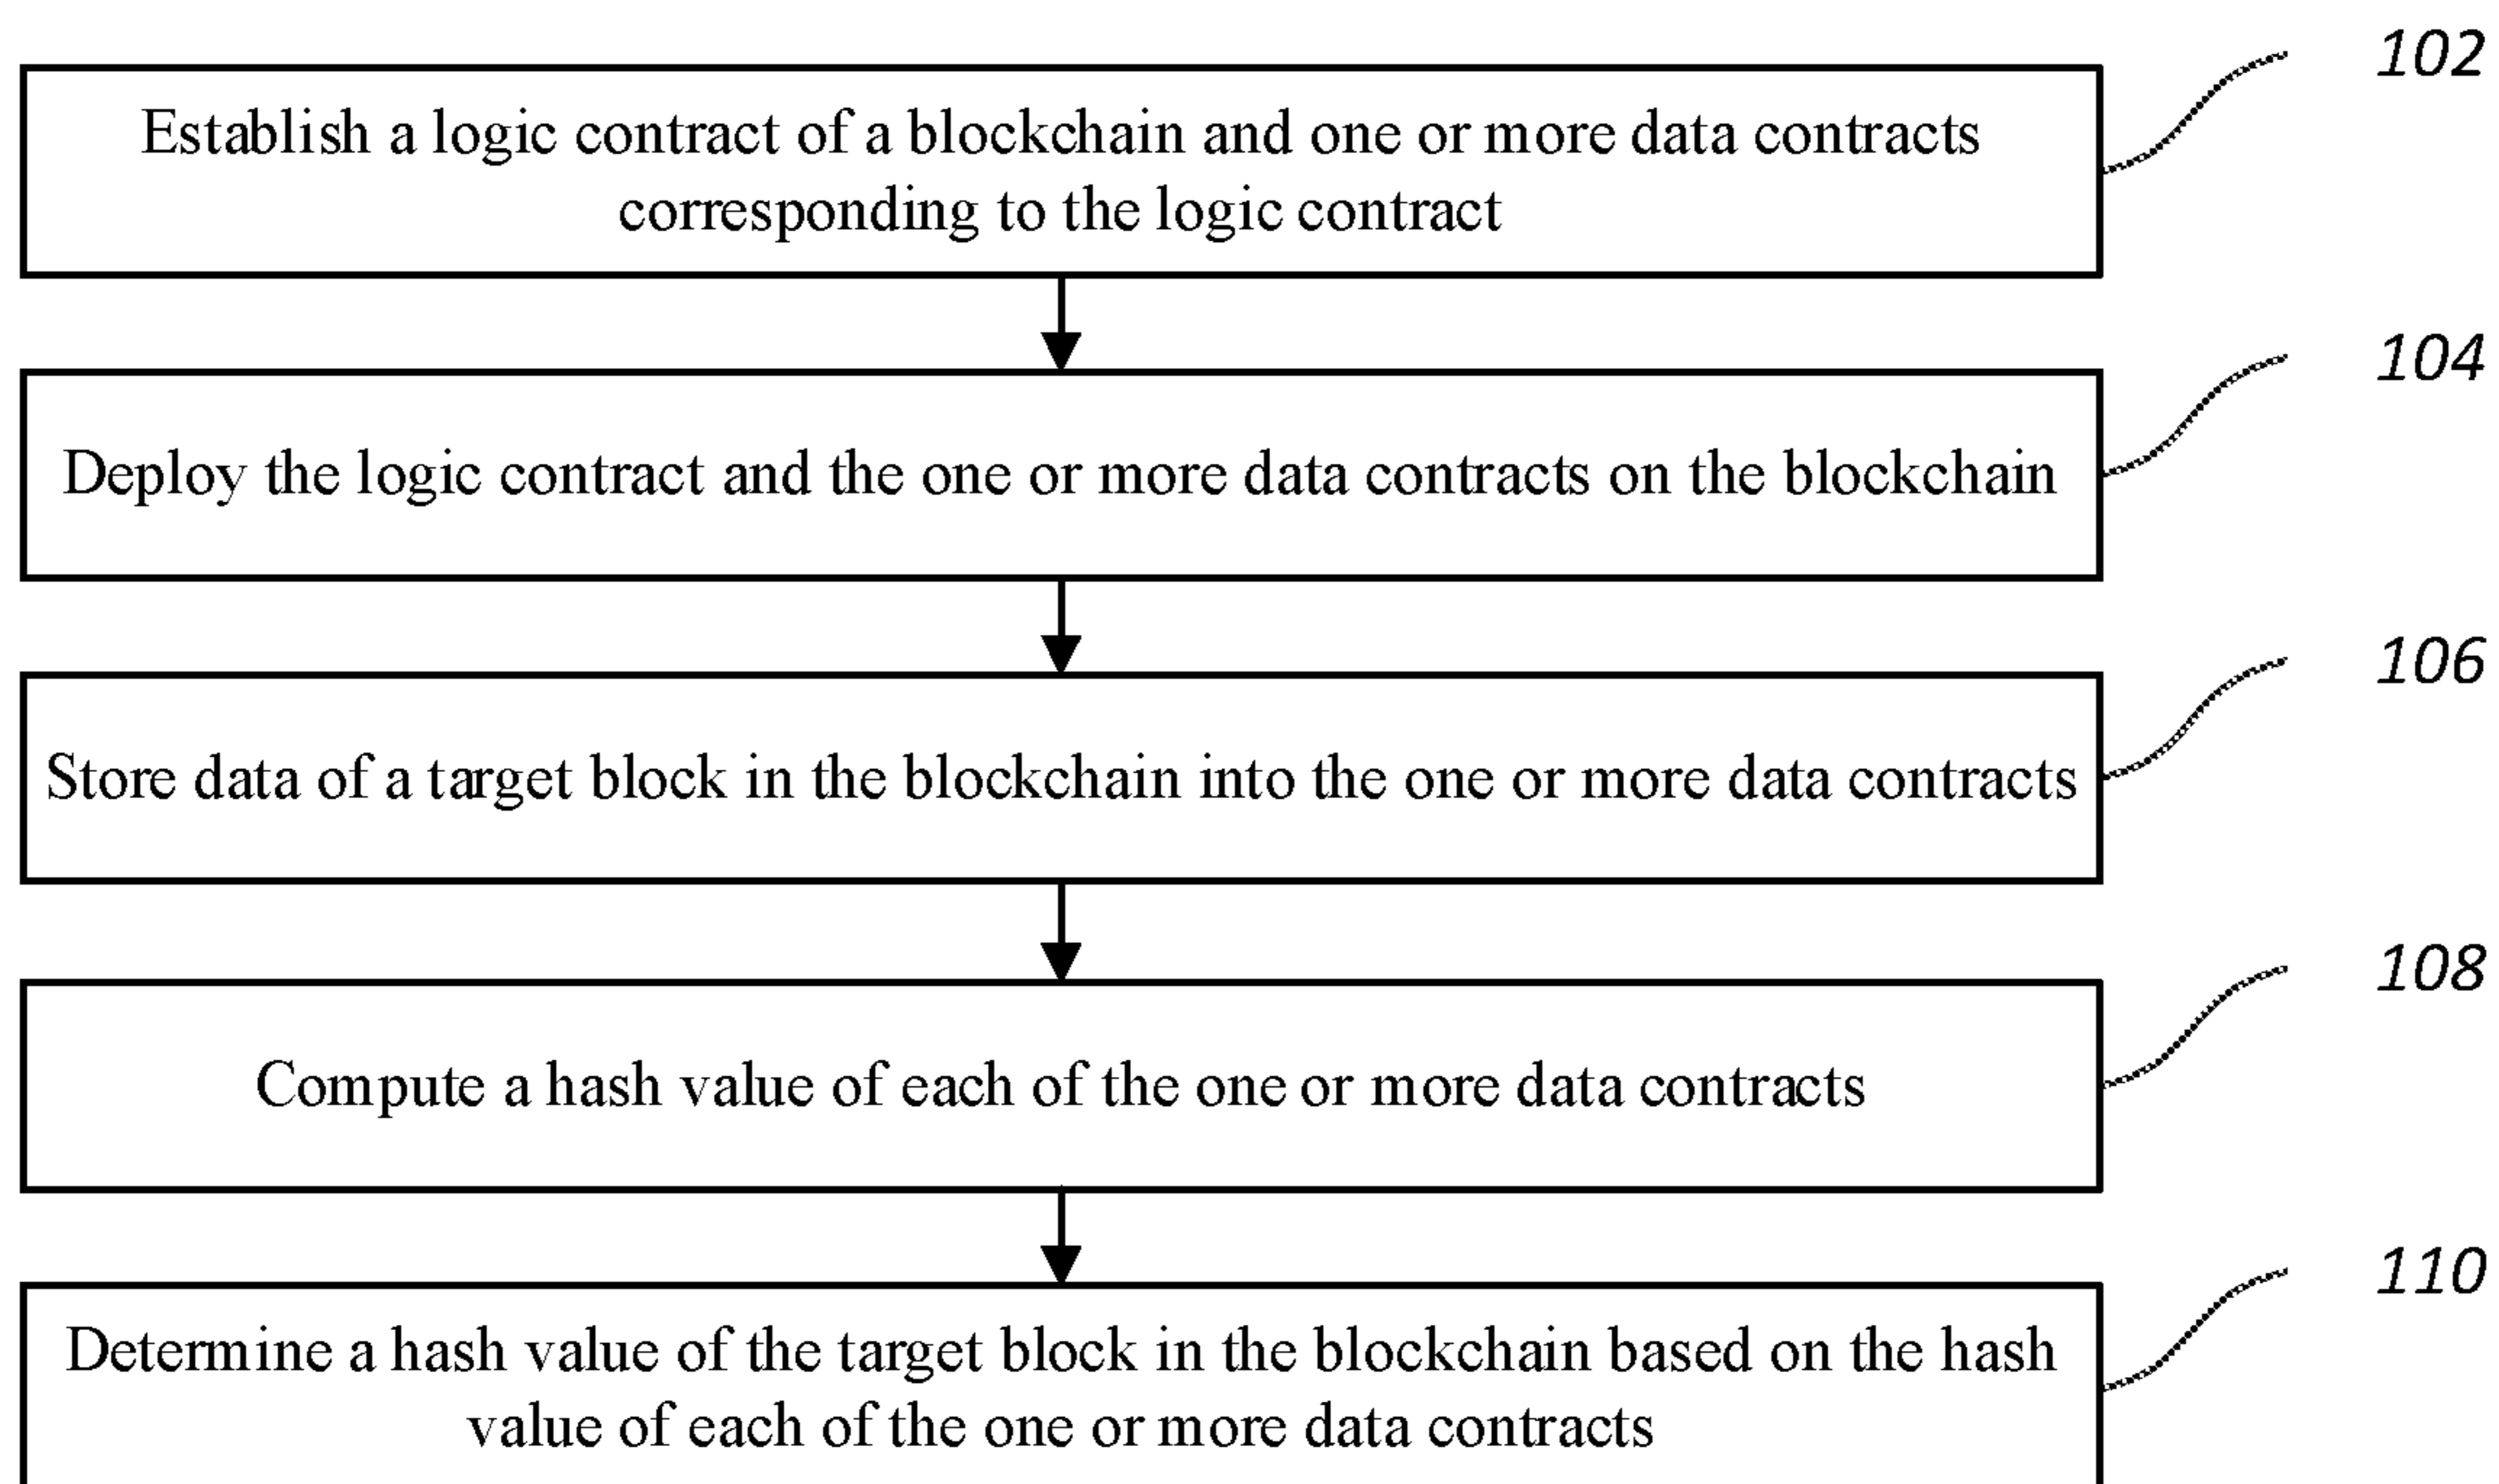 102
Establish a logic contract of a blockchain and one or more data contracts
corresponding to the logic contract
104
Deploy the logic contract and the one or more data contracts on the blockchain
106
Store data of a target block in the blockchain into the one or more data contracts
108
Compute a hash value of each of the one or more data contracts
110
Determine a hash value of the target block in the blockchain based on the hash
value of each of the one or more data contracts